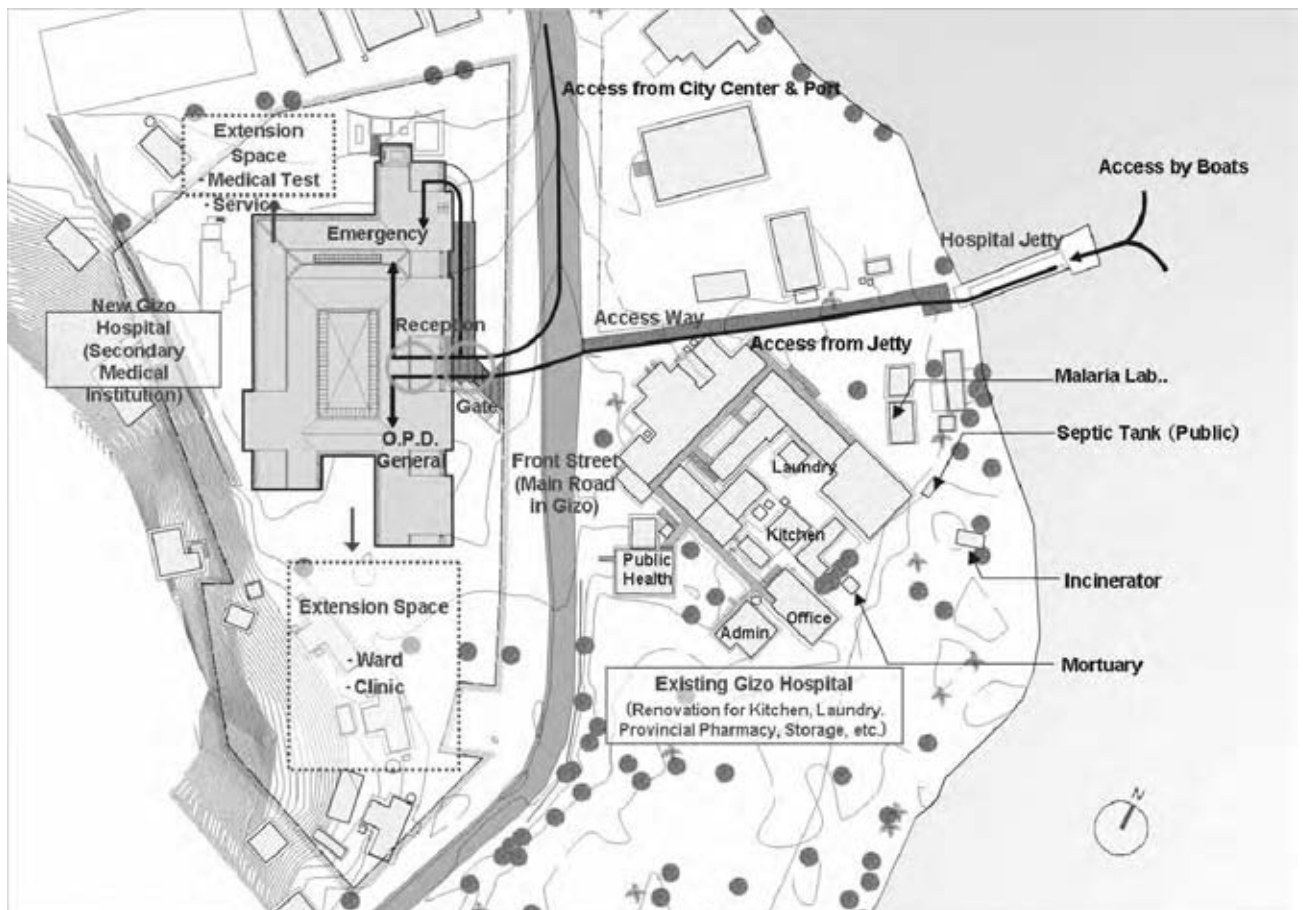 Access from City Center & Port
Extension
Space
- Medical Test
- Service
Access by Boats
Emergency
Hospital Jetty
New Gizo
Hospital
(Secondary
Medical
Institution)
Reception
Access Way
Access from Jetty
Gate
Malaria Lab..
O.P.D.
General
Septic Tank (Public)
Front Street
(Main Road
in Gizo)
Laundry
Kitchen
Public
Health
Incinerator
Extension Space
- Ward
- Clinic
Office
Admin
Mortuary
Existing Gizo Hospital
(Renovation for Kitchen, Laundry.
Provincial Pharmacy, Storage, etc.)
N